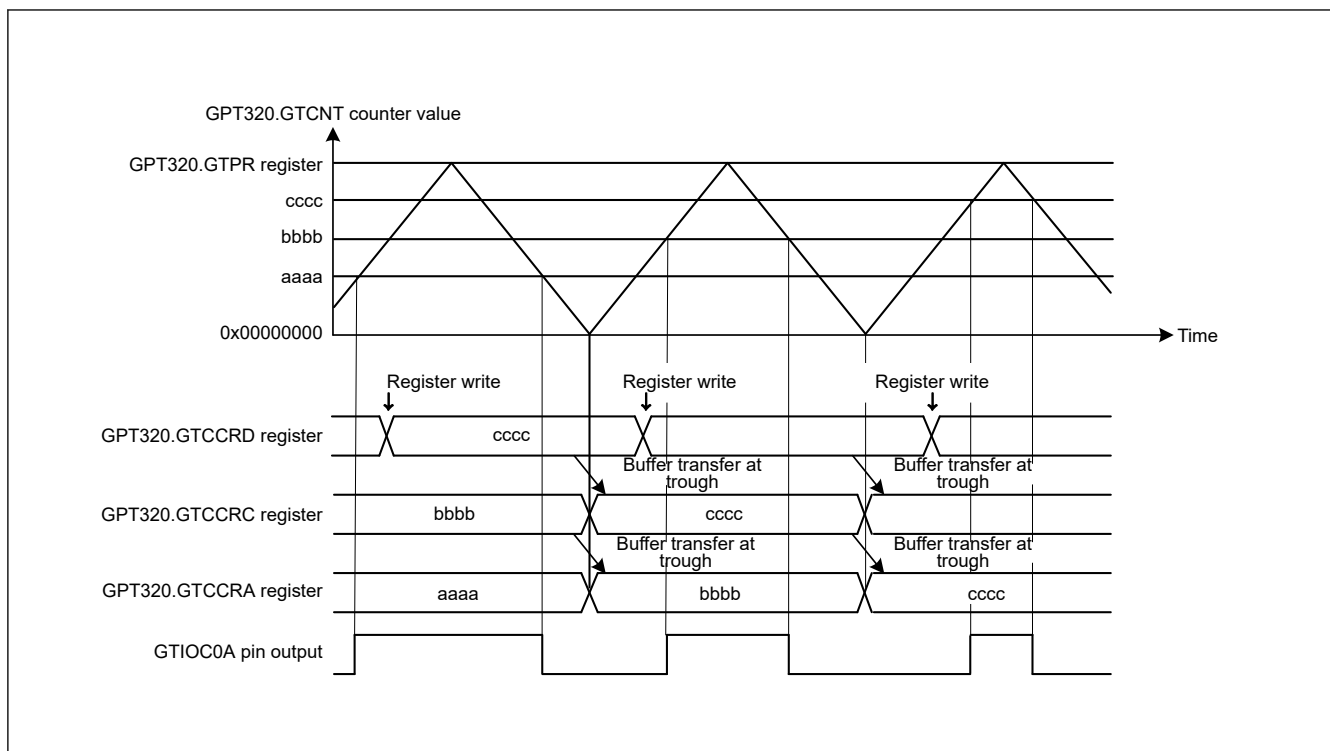 GPT320.GTCNT counter value
GPT320.GTPR register
cccc
bbbb
aaaa
0x00000000
Time
Register write
Register write
Register write
GPT320.GTCCRD register
cccc
Buffer transfer at
trough
Buffer transfer at
trough
GPT320.GTCCRC register
bbbb
cccc
Buffer transfer at
trough
Buffer transfer at
trough
GPT320.GTCCRA register
aaaa
bbbb
cccc
GTIOC0A pin output